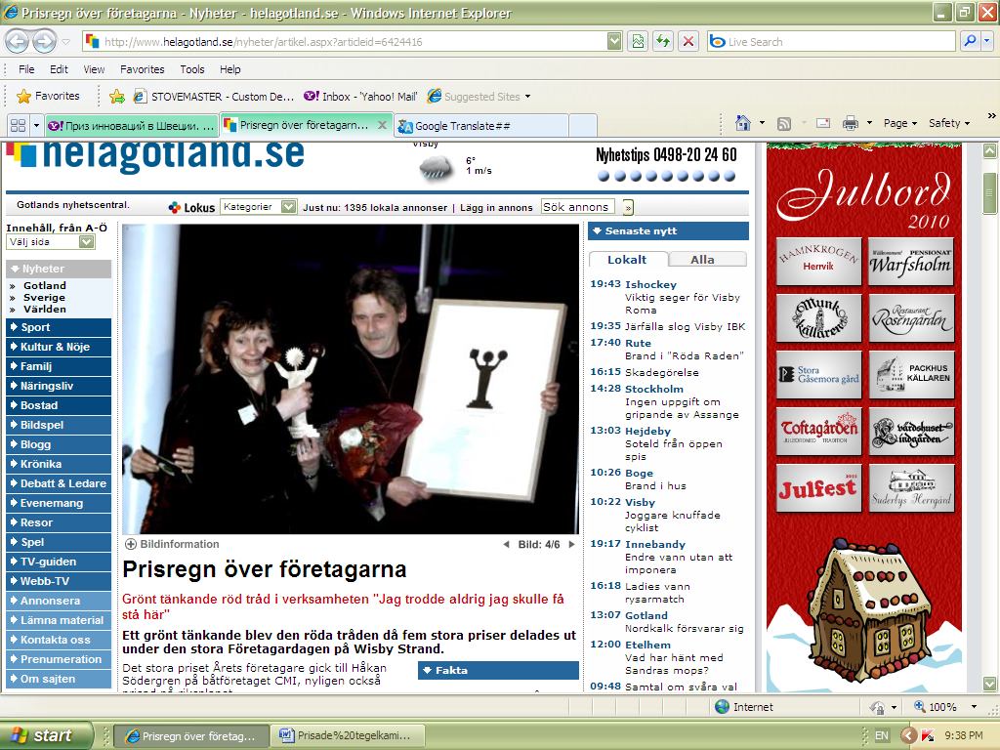 Prisregn över företagarna - Nyheter - helagotland.se - Windows Internet Explorer
http://www.helagotland.se/nyheter/artikel.aspx?articleid=6424416
Live Search
File Edit View Favorites Tools Help
Favorites STOVEMASTER - Custom De... Inbox - 'Yahoo! Mail' Suggested Sites
Приз инноваций в Швеции. ... Prisregn över företagarn... Google Translate## Page Safety »
helagotland.se
Visby
6°
1 m/s
Nyhetstips 0498-20 24 60
Gotlands nyhetscentral. Lokus Kategorier Just nu: 1395 lokala annonser | Lägg in annons Sök annons »
Innehåll, från A-Ö
Välj sida
Nyheter
» Gotland
» Sverige
» Världen
Sport
Kultur & Nöje
Familj
Näringsliv
Bostad
Bildspel
Blogg
Krönika
Debatt & Ledare
Evenemang
Resor
Spel
TV-guiden
Webb-TV
Annonsera
Lämna material
Kontakta oss
Prenumeration
Om sajten
Bildinformation Bild: 4/6
Prisregn över företagarna
Grönt tänkande röd tråd i verksamheten "Jag trodde aldrig jag skulle få
stå här"
Ett grönt tänkande blev den röda tråden då fem stora priser delades ut
under den stora Företagardagen på Wisby Strand.
Det stora priset Årets företagare gick till Håkan
Södergren på båtföretaget CMI, nyligen också
Fakta
Senaste nytt
Lokalt Alla
19:43 Ishockey
Viktig seger för Visby
Roma
19:35 Järfälla slog Visby IBK
17:40 Rute
Brand i "Röda Raden"
16:15 Skadegörelse
14:28 Stockholm
Ingen uppgift om
gripande av Assange
13:03 Hejdeby
Soteld från öppen
spis
10:26 Boge
Brand i hus
10:22 Visby
Joggare knuffade
cyklist
19:17 Innebandy
Endre vann utan att
imponera
16:18 Ladies vann
rysarmatch
13:07 Gotland
Nordkalk försvarar sig
12:00 Etelhem
Vad har hänt med
Sandras mops?
09:48 Samtal om svåra val
Julbord
2010
HAMNKROGEN
Herrvik
Välkommen! PENSIONAT
Warfsholm
Munk
källaren
Restaurant
Rosengården
Stora
Gåsemora gård
PACKHUS
KÄLLAREN
Toftagården
TRADITION
Värdshuset
Lindgården
2010
Julfest
Suderbys Herrgård
Internet 100%
start Prisregn över företag... Prisade%20tegelkami... EN 9:38 PM